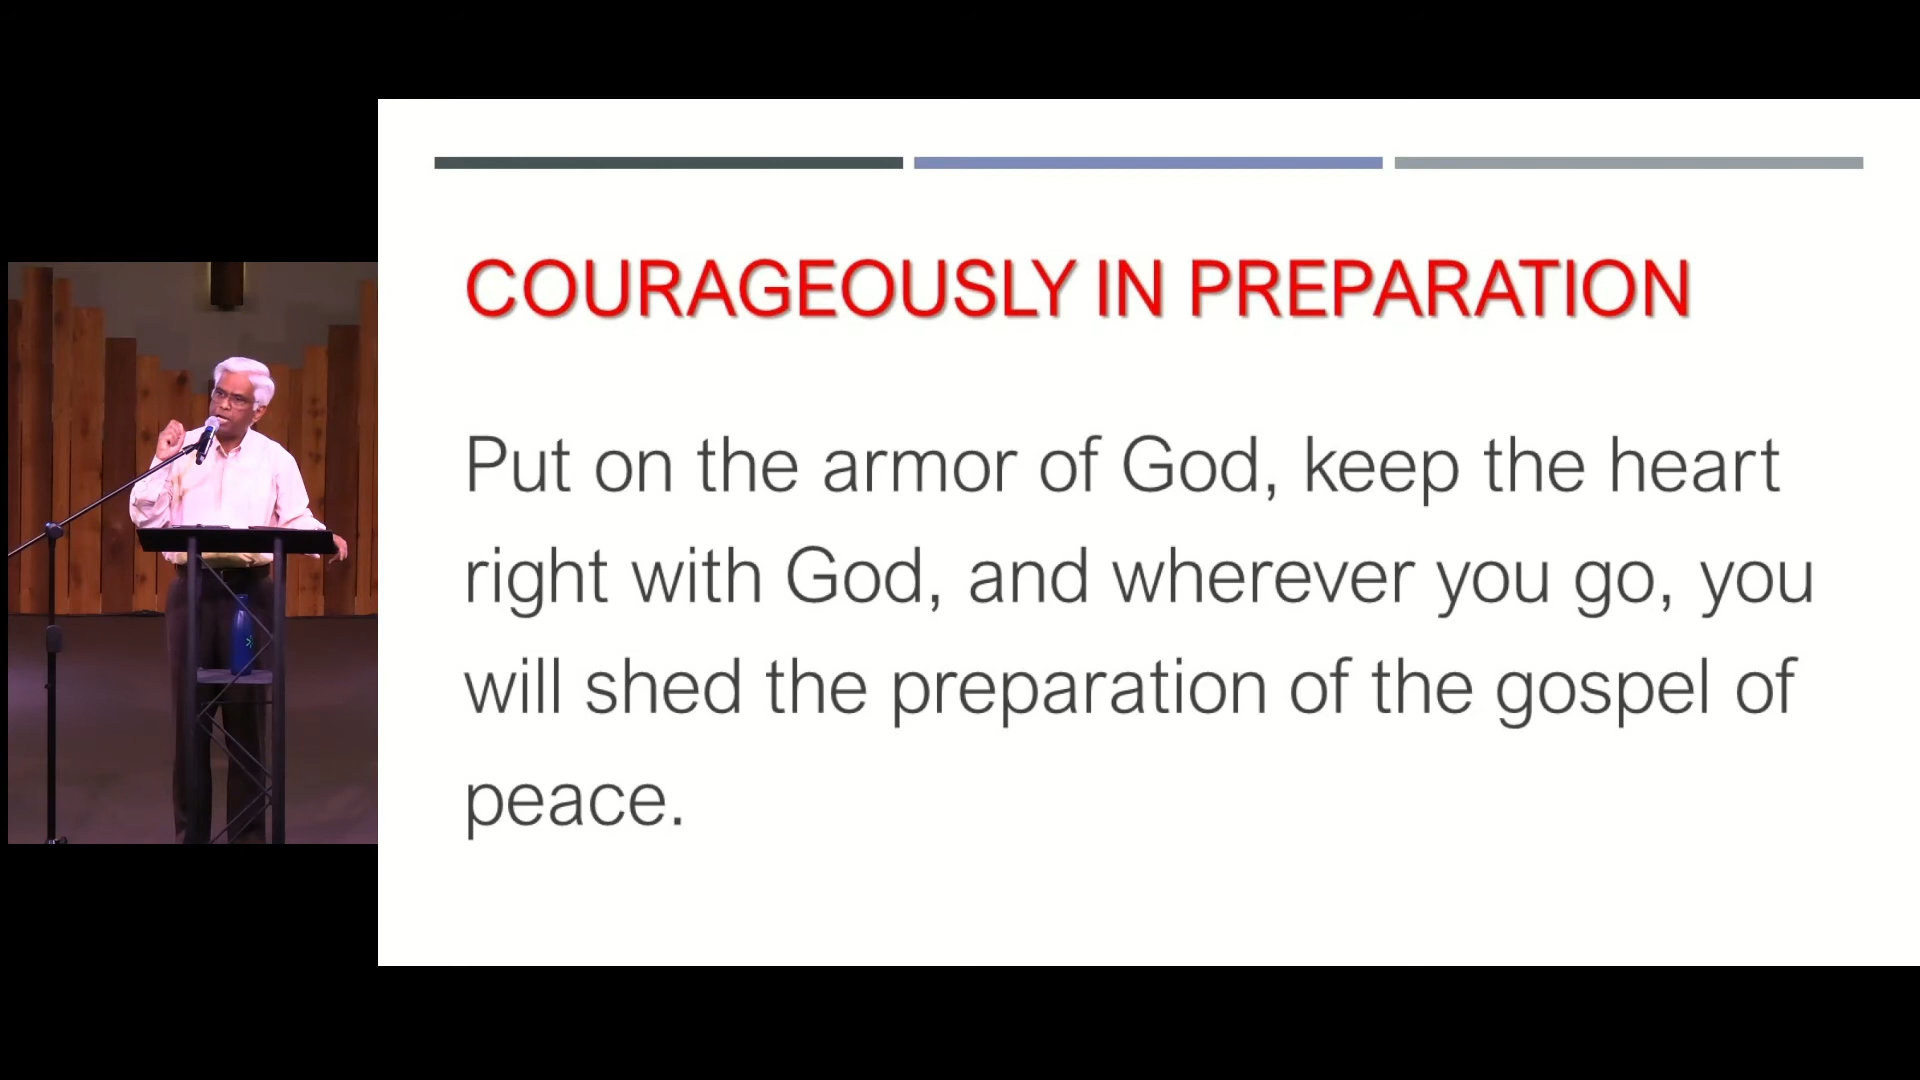 COURAGEOUSLY IN PREPARATION
Put on the armor of God, keep the heart
right with God, and wherever you go, you
will shed the preparation of the gospel of
peace.